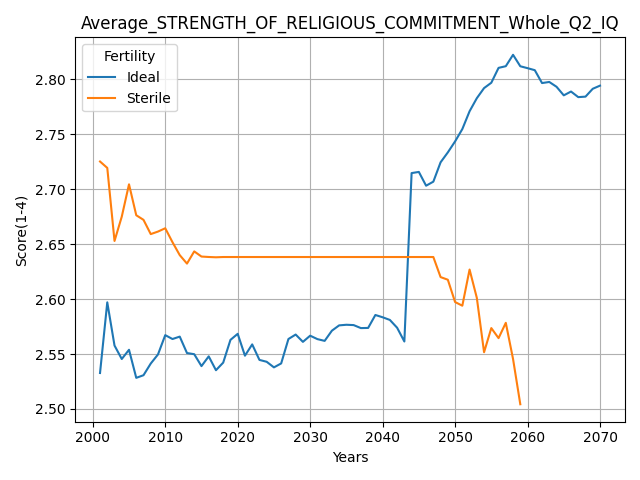 Average_STRENGTH_OF_RELIGIOUS_COMMITMENT_Whole_Q2_IQ
Fertility
Ideal
Sterile
Score(1-4)
2.80
2.75
2.70
2.65
2.60
2.55
2.50
2000 2010 2020 2030 2040 2050 2060 2070
Years